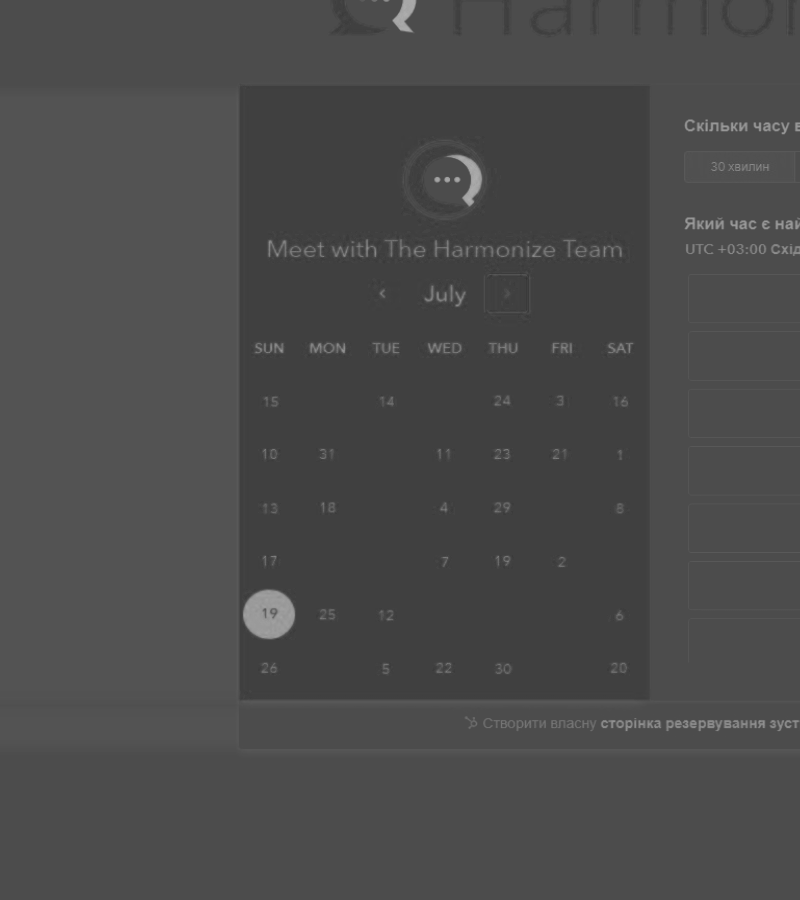 Harmon
Meet with The Harmonize Team
July
SUN MON TUE WED THU FRI SAT
15 14 24 3 16
10 31 11 23 21 1
13 18 4 29 8
17 7 19 2
19 25 12 6
26 5 22 30 20
Скільки часу в
30 хвилин
Який час є най
UTC +03:00 Схід
Створити власну сторінка резервування зуст